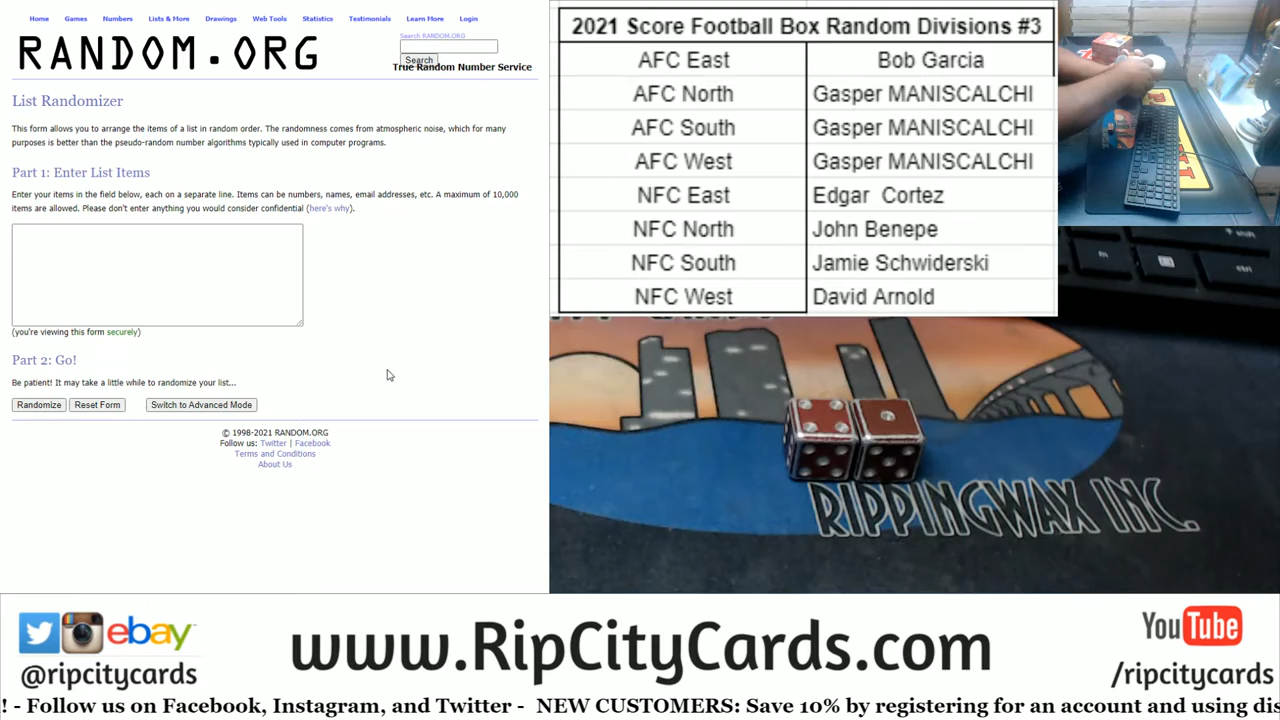 Home Games Numbers Lists & More Drawings Web Tools Statistics Testimonials Learn More Login
RANDOM.ORG
Search RANDOM.ORG
Search
True Random Number Service
List Randomizer
This form allows you to arrange the items of a list in random order. The randomness comes from atmospheric noise, which for many
purposes is better than the pseudo-random number algorithms typically used in computer programs.
Part 1: Enter List Items
Enter your items in the field below, each on a separate line. Items can be numbers, names, email addresses, etc. A maximum of 10,000
items are allowed. Please don't enter anything you would consider confidential (here's why).
(you're viewing this form securely)
Part 2: Go!
Be patient! It may take a little while to randomize your list...
Randomize Reset Form Switch to Advanced Mode
© 1998-2021 RANDOM.ORG
Follow us: Twitter | Facebook
Terms and Conditions
About Us
2021 Score Football Box Random Divisions #3
AFC East Bob Garcia
AFC North Gasper MANISCALCHI
AFC South Gasper MANISCALCHI
AFC West Gasper MANISCALCHI
NFC East Edgar Cortez
NFC North John Benepe
NFC South Jamie Schwiderski
NFC West David Arnold
Ctrl
RIPPINGWAX INC.
ebay
@ripcitycards
www.RipCityCards.com
YouTube
/ripcitycards
! - Follow us on Facebook, Instagram, and Twitter - NEW CUSTOMERS: Save 10% by registering for an account and using dis